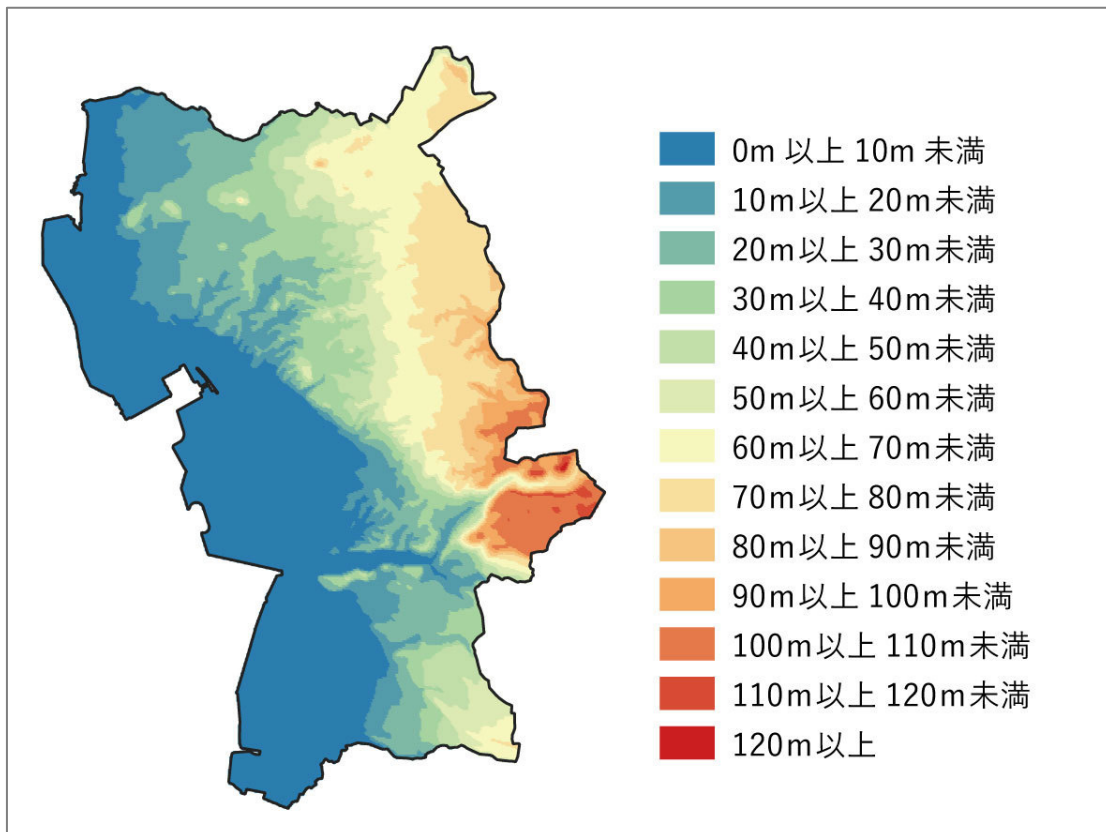 0m 以上 10m 未満
10m以上 20m未満
20m以上 30m未満
30m以上 40m未満
40m以上 50m未満
50m以上 60m未満
60m以上 70m未満
70m以上 80m未満
80m以上 90m未満
90m以上 100m未満
100m以上 110m未満
110m以上 120m未満
120m以上